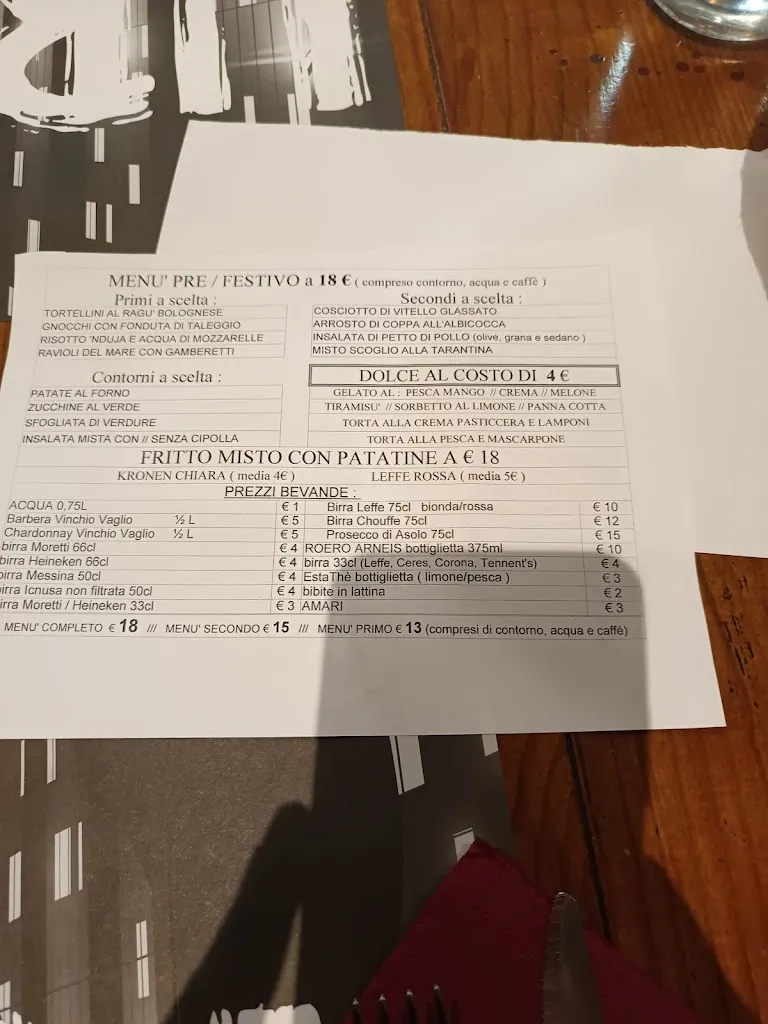 MENU' PRE / FESTIVO a 18 € ( compreso contorno, acqua e caffè )
Primi a scelta :
TORTELLINI AL RAGU' BOLOGNESE
GNOCCHI CON FONDUTA DI TALEGGIO
RISOTTO 'NDUJA E ACQUA DI MOZZARELLE
RAVIOLI DEL MARE CON GAMBERETTI
Secondi a scelta :
COSCIOTTO DI VITELLO GLASSATO
ARROSTO DI COPPA ALL'ALBICOCCA
INSALATA DI PETTO DI POLLO (olive, grana e sedano )
MISTO SCOGLIO ALLA TARANTINA
Contorni a scelta :
PATATE AL FORNO
ZUCCHINE AL VERDE
SFOGLIATA DI VERDURE
INSALATA MISTA CON // SENZA CIPOLLA
DOLCE AL COSTO DI 4 €
GELATO AL : PESCA MANGO // CREMA // MELONE
TIRAMISU' // SORBETTO AL LIMONE // PANNA COTTA
TORTA ALLA CREMA PASTICCERA E LAMPONI
TORTA ALLA PESCA E MASCARPONE
FRITTO MISTO CON PATATINE A € 18
KRONEN CHIARA ( media 4€ ) LEFFE ROSSA ( media 5€ )
PREZZI BEVANDE :
ACQUA 0,75L € 1 Birra Leffe 75cl bionda/rossa € 10
Barbera Vinchio Vaglio ½ L € 5 Birra Chouffe 75cl € 12
Chardonnay Vinchio Vaglio ½ L € 5 Prosecco di Asolo 75cl € 15
birra Moretti 66cl € 4 ROERO ARNEIS bottiglietta 375ml € 10
birra Heineken 66cl € 4 birra 33cl (Leffe, Ceres, Corona, Tennent's) € 4
birra Messina 50cl € 4 EstaThè bottiglietta ( limone/pesca ) € 3
birra Icnusa non filtrata 50cl € 4 bibite in lattina € 2
birra Moretti / Heineken 33cl € 3 AMARI € 3
MENU' COMPLETO € 18 /// MENU' SECONDO € 15 /// MENU' PRIMO € 13 (compresi di contorno, acqua e caffè)